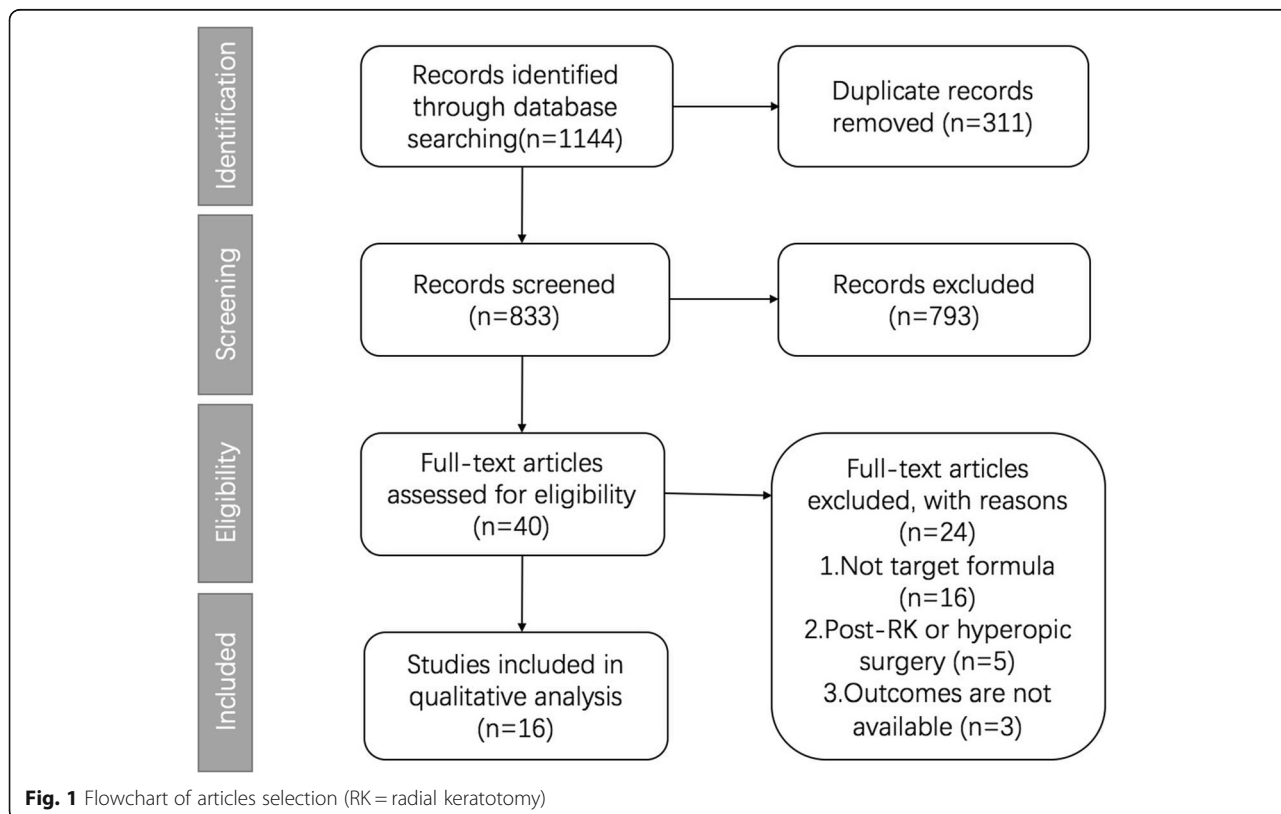 Identification
Records identified
through database
searching(n=1144)
Duplicate records
removed (n=311)
Screening
Records screened
(n=833)
Records excluded
(n=793)
Eligibility
Full-text articles
assessed for eligibility
(n=40)
Full-text articles
excluded, with reasons
(n=24)
1.Not target formula
(n=16)
2.Post-RK or hyperopic
surgery (n=5)
3.Outcomes are not
available (n=3)
Included
Studies included in
qualitative analysis
(n=16)
Fig. 1 Flowchart of articles selection (RK = radial keratotomy)